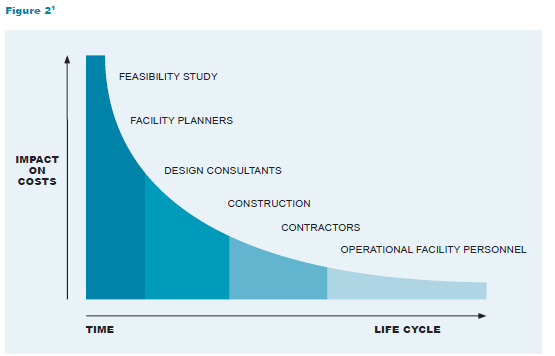 Figure 2¹
FEASIBILITY STUDY
FACILITY PLANNERS
IMPACT
ON
COSTS
DESIGN CONSULTANTS
CONSTRUCTION
CONTRACTORS
OPERATIONAL FACILITY PERSONNEL
TIME
LIFE CYCLE